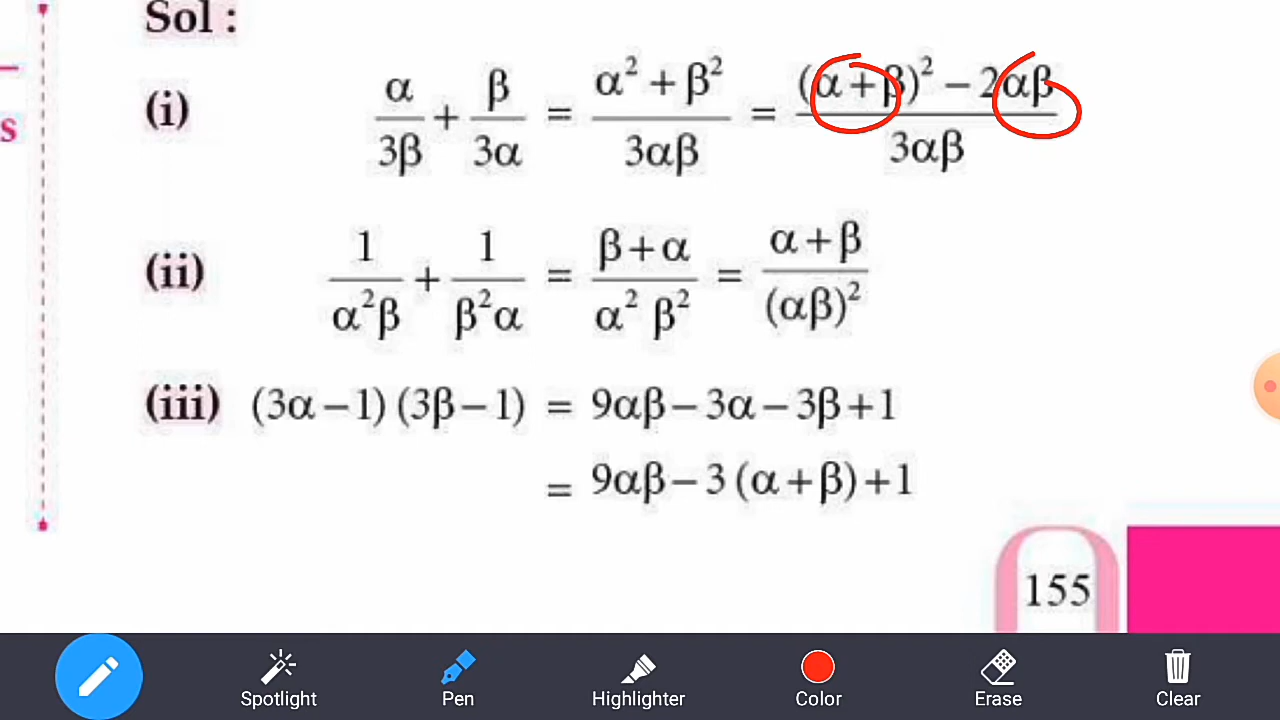 Sol :
(i) α/3β + β/3α = α² + β²/3αβ = (α + β)² − 2αβ/3αβ
s
(ii) 1/α²β + 1/β²α = β + α/α² β² = α + β/(αβ)²
(iii) (3α − 1) (3β − 1) = 9αβ − 3α − 3β + 1
= 9αβ − 3 (α + β) + 1
155
Spotlight Pen Highlighter Color Erase Clear